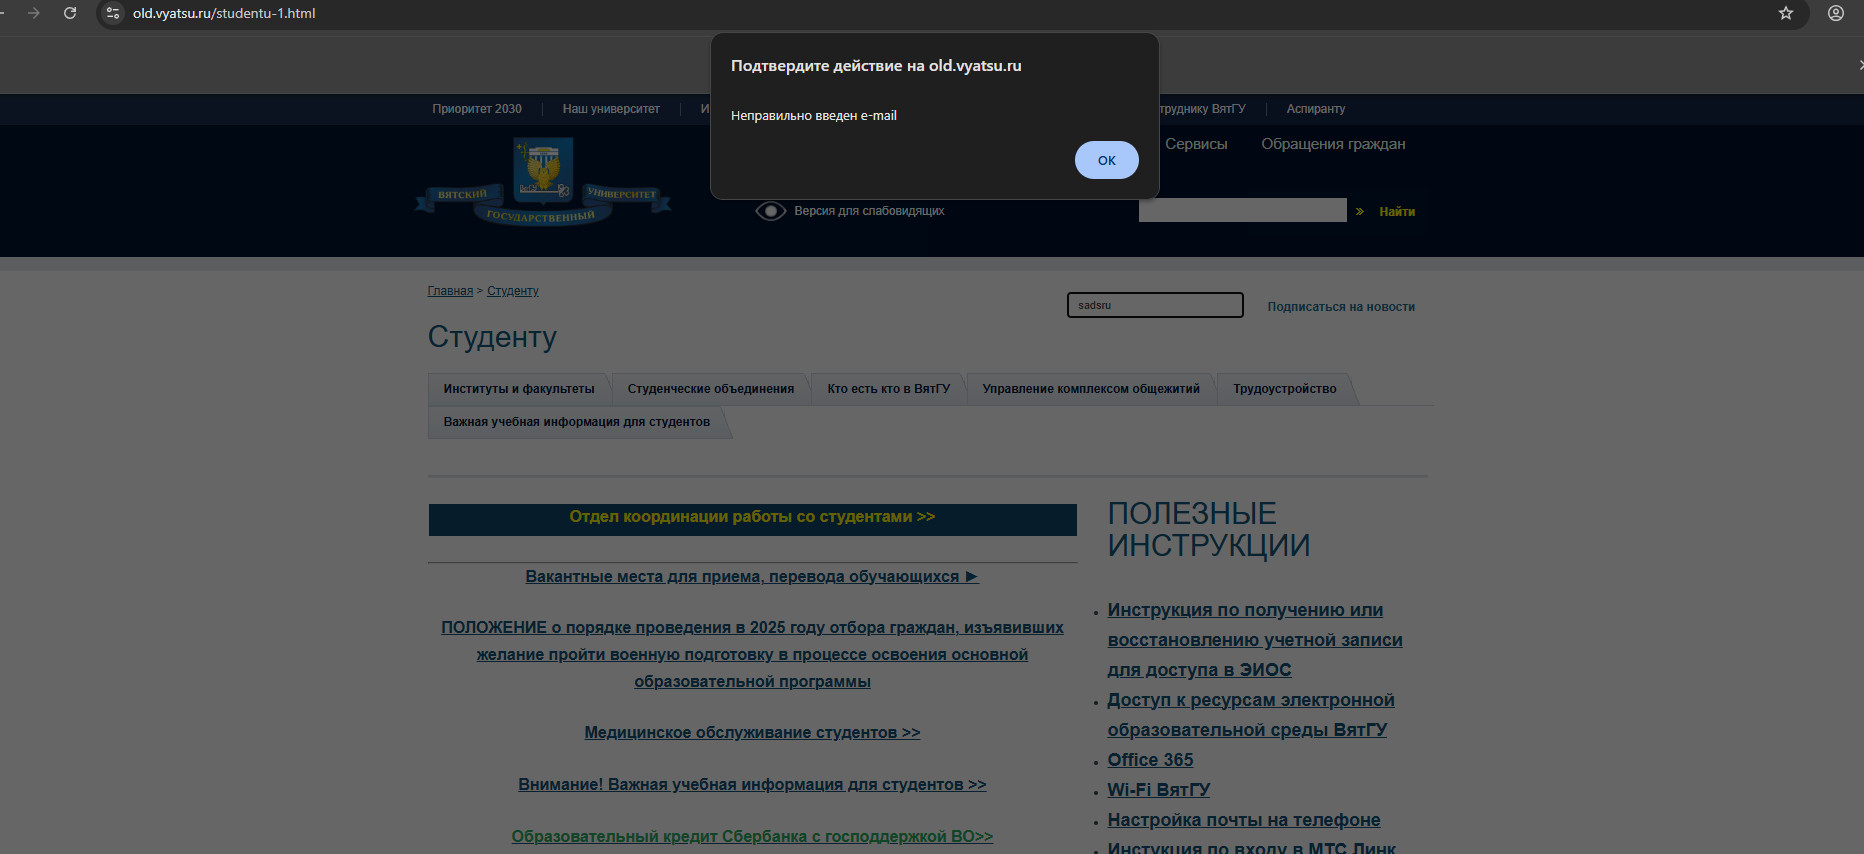 old.vyatsu.ru/studentu-1.html
Подтвердите действие на old.vyatsu.ru
Неправильно введен e-mail
ОК
Приоритет 2030
Наш университет
Аспиранту
ВЯТСКИЙ
ГОСУДАРСТВЕННЫЙ
УНИВЕРСИТЕТ
Сервисы
Обращения граждан
Версия для слабовидящих
» Найти
Главная > Студенту
sadsru
Подписаться на новости
Студенту
Институты и факультеты
Студенческие объединения
Кто есть кто в ВятГУ
Управление комплексом общежитий
Трудоустройство
Важная учебная информация для студентов
Отдел координации работы со студентами >>
Вакантные места для приема, перевода обучающихся ►
ПОЛОЖЕНИЕ о порядке проведения в 2025 году отбора граждан, изъявивших
желание пройти военную подготовку в процессе освоения основной
образовательной программы
Медицинское обслуживание студентов >>
Внимание! Важная учебная информация для студентов >>
Образовательный кредит Сбербанка с господдержкой ВО>>
ПОЛЕЗНЫЕ
ИНСТРУКЦИИ
Инструкция по получению или
восстановлению учетной записи
для доступа в ЭИОС
Доступ к ресурсам электронной
образовательной среды ВятГУ
Office 365
Wi-Fi ВятГУ
Настройка почты на телефоне
Инстукция по входу в МТС Линк